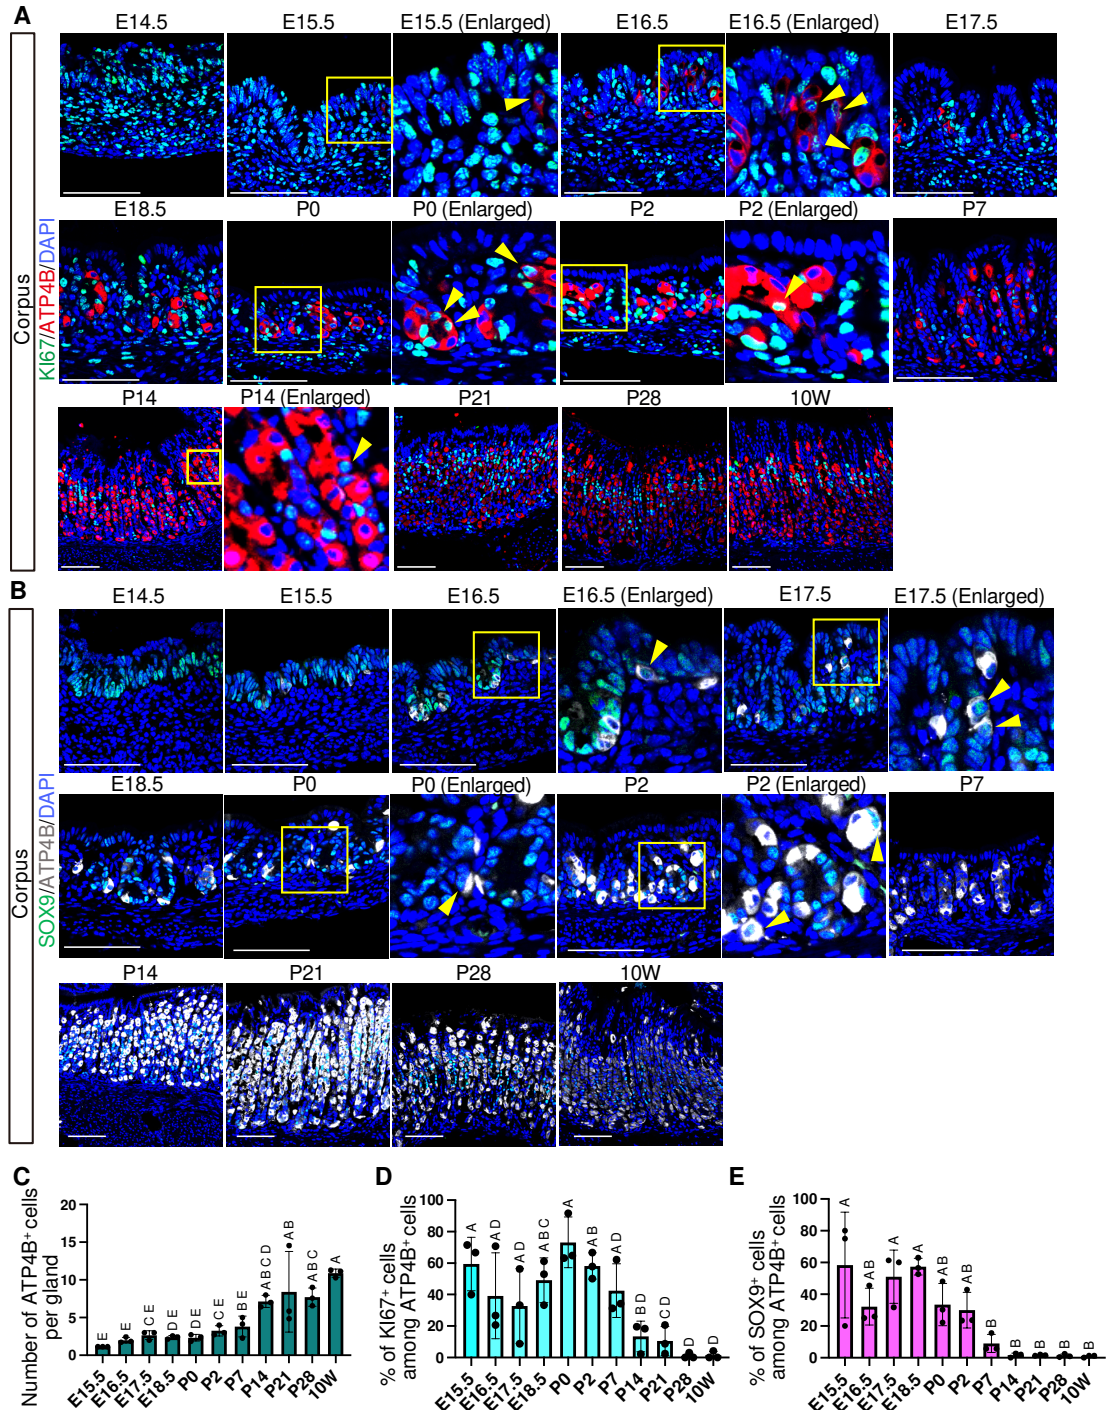 A
E14.5 E15.5 E15.5 (Enlarged) E16.5 E16.5 (Enlarged) E17.5
E18.5 P0 P0 (Enlarged) P2 P2 (Enlarged) P7
P14 P14 (Enlarged) P21 P28 10W
Corpus
KI67/ATP4B/DAPI
B
E14.5 E15.5 E16.5 E16.5 (Enlarged) E17.5 E17.5 (Enlarged)
E18.5 P0 P0 (Enlarged) P2 P2 (Enlarged) P7
P14 P21 P28 10W
Corpus
SOX9/ATP4B/DAPI
C
Number of ATP4B⁺ cells
per gland
20
15
10
5
0
E E CE DE DE CE BE ABCD AB ABC A
E15.5 E16.5 E17.5 E18.5 P0 P2 P7 P14 P21 P28 10W
D
% of KI67⁺ cells
among ATP4B⁺ cells
100
80
60
40
20
0
A AD AD ABC A AB AD BD CD D D
E15.5 E16.5 E17.5 E18.5 P0 P2 P7 P14 P21 P28 10W
E
% of SOX9⁺ cells
among ATP4B⁺ cells
100
80
60
40
20
0
A AB A A AB AB B B B B B
E15.5 E16.5 E17.5 E18.5 P0 P2 P7 P14 P21 P28 10W